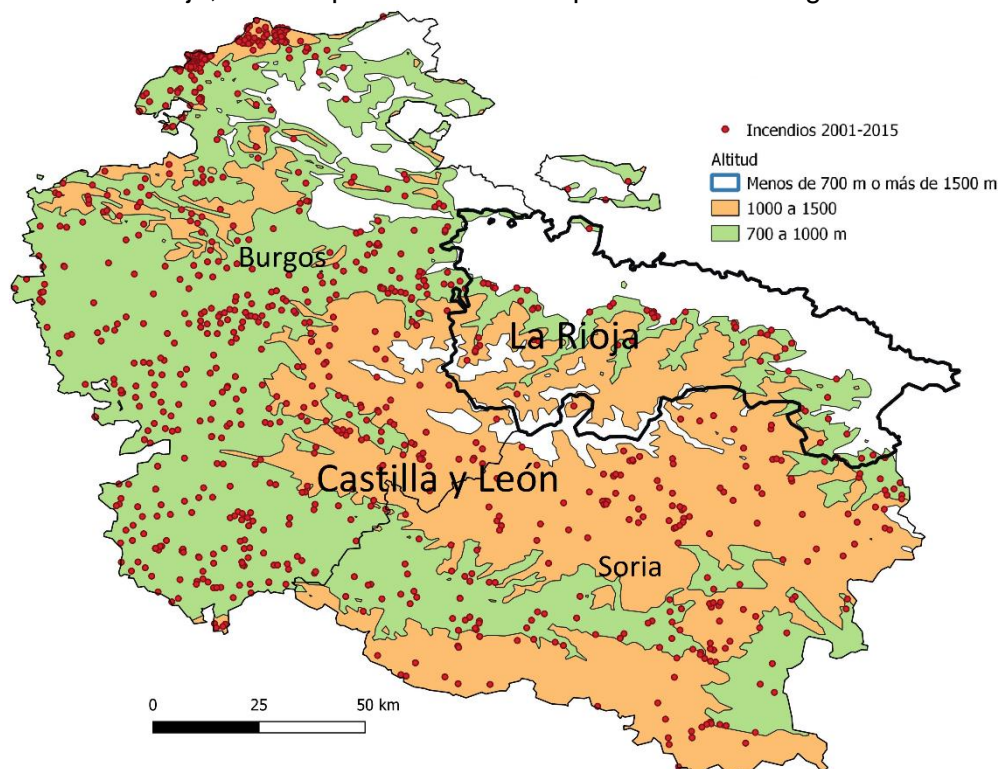 Incendios 2001-2015
Altitud
Menos de 700 m o más de 1500 m
1000 a 1500
700 a 1000 m
Burgos
La Rioja
Castilla y León
Soria
0 25 50 km